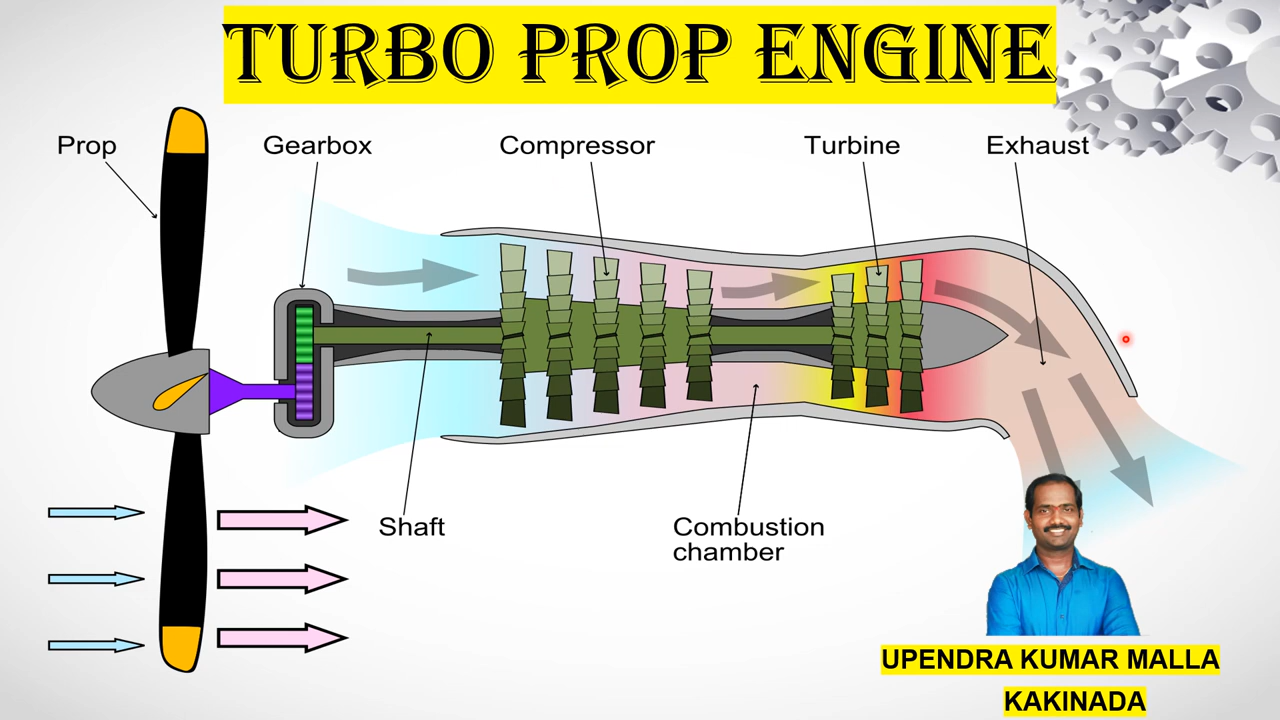 TURBO PROP ENGINE
Prop
Gearbox
Compressor
Turbine
Exhaust
Shaft
Combustion
chamber
UPENDRA KUMAR MALLA
KAKINADA